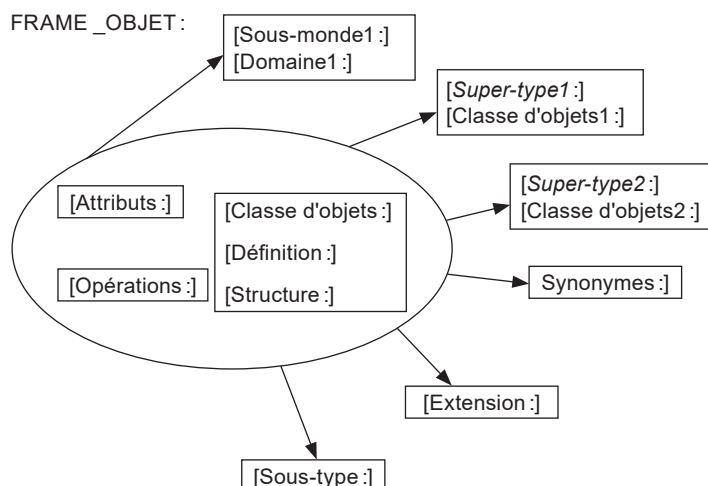 FRAME _OBJET :
[Sous-monde1 :]
[Domaine1 :]
[Super-type1 :]
[Classe d'objets1 :]
[Super-type2 :]
[Classe d'objets2 :]
[Attributs :]
[Classe d'objets :]
[Définition :]
[Opérations :]
[Structure :]
Synonymes :]
[Extension :]
[Sous-type :]